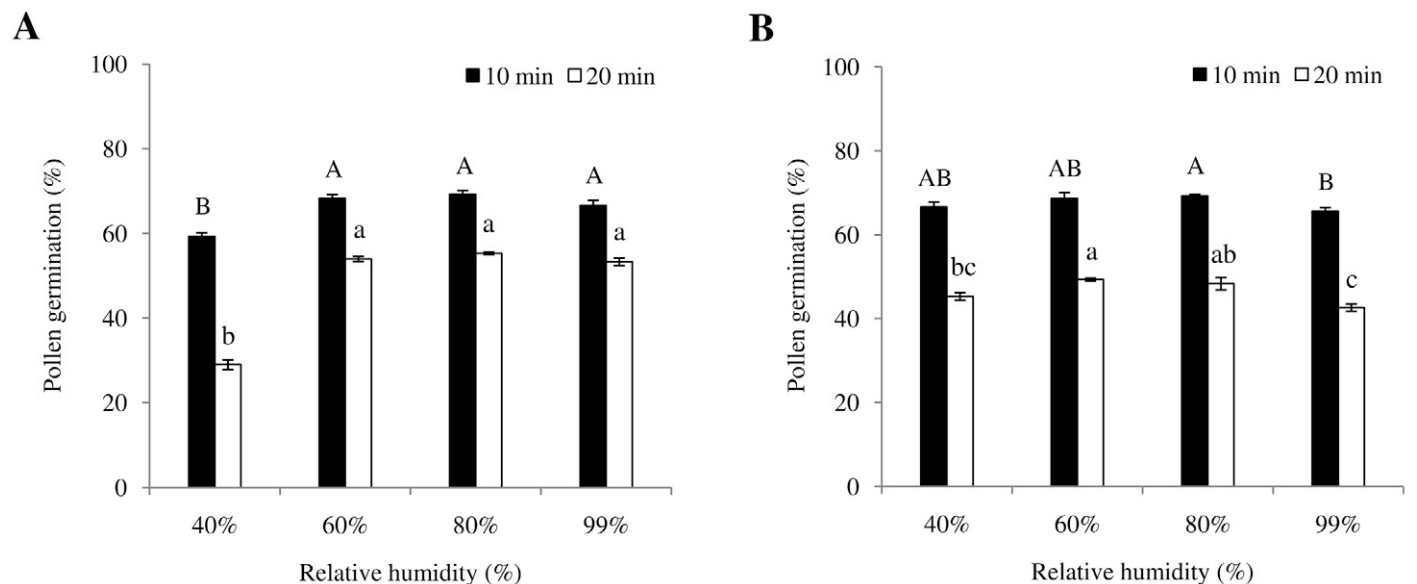 A
100
80
60
40
20
0
Pollen germination (%)
10 min 20 min
B
b
A
a
A
a
A
a
40% 60% 80% 99%
Relative humidity (%)
B
100
80
60
40
20
0
Pollen germination (%)
10 min 20 min
AB
bc
AB
a
A
ab
B
c
40% 60% 80% 99%
Relative humidity (%)